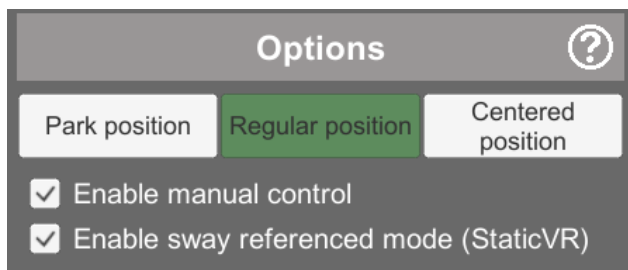 Options
?
Park position
Regular position
Centered
position
Enable manual control
Enable sway referenced mode (StaticVR)